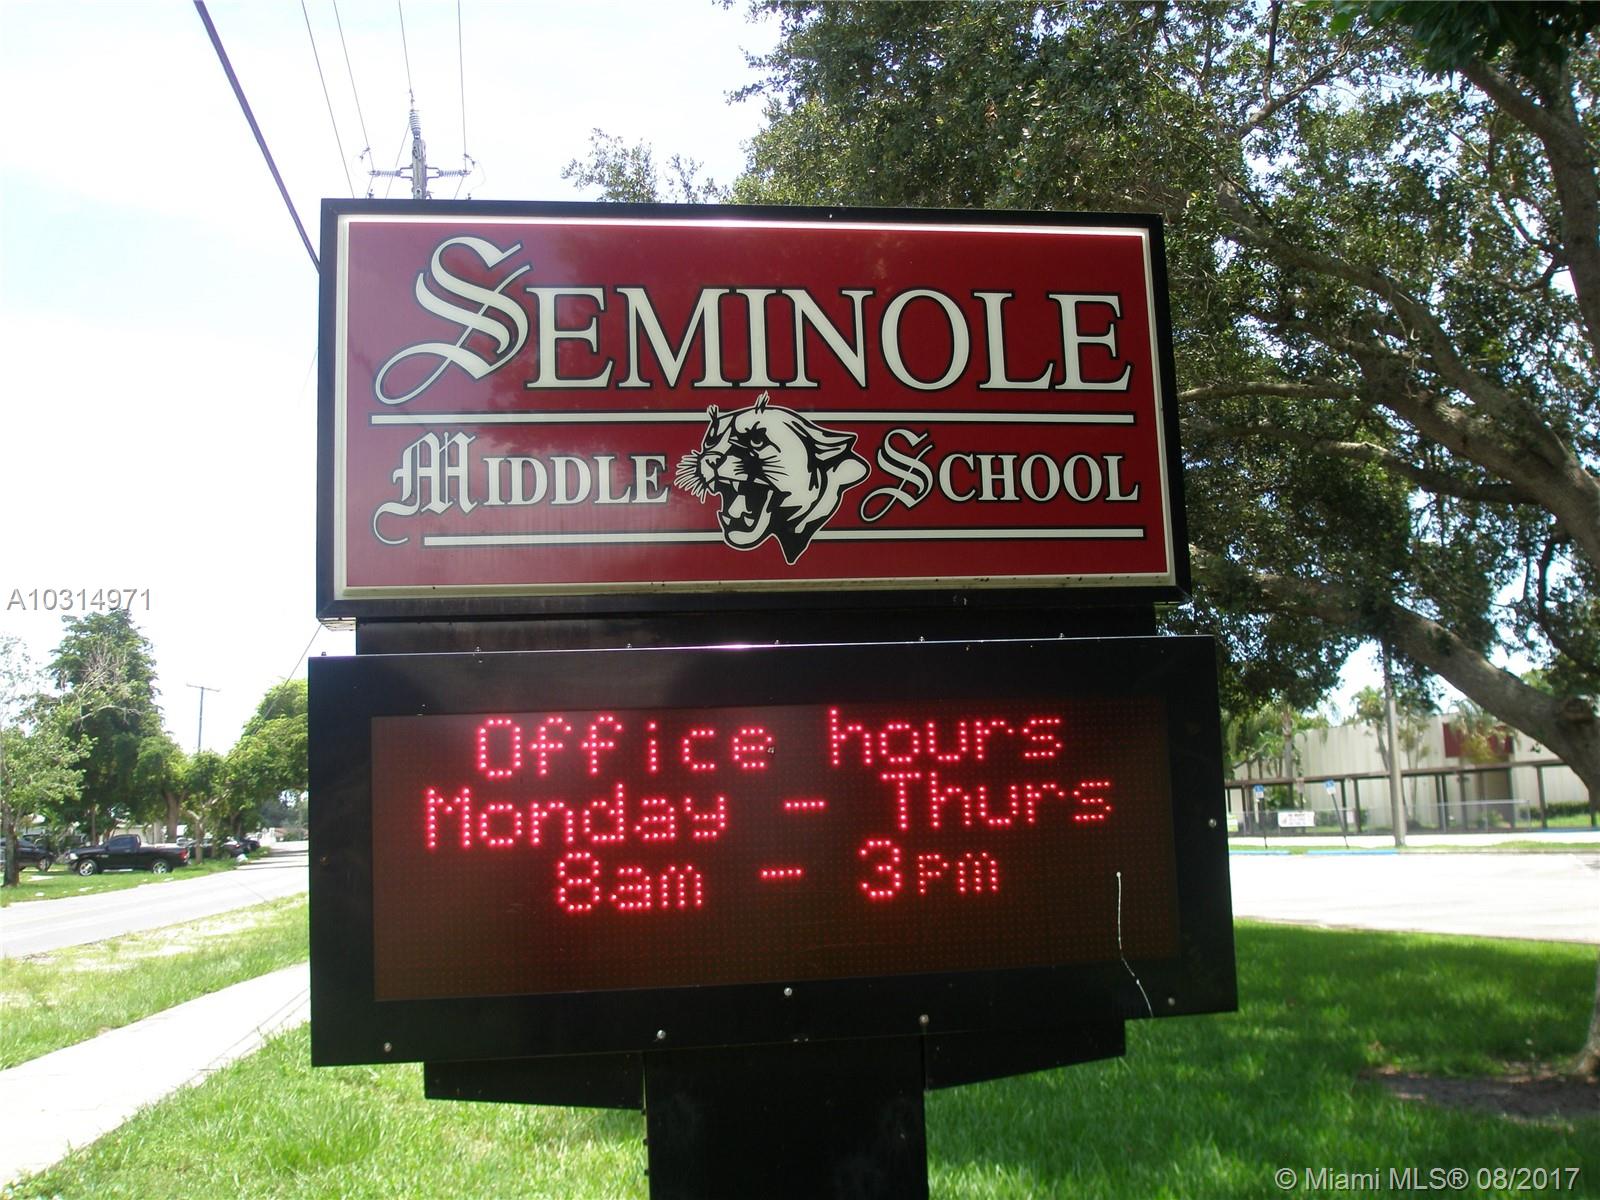 SEMINOLE
MIDDLE SCHOOL
A10314971
Office hours
Monday - Thurs
8am - 3pm
© Miami MLS® 08/2017